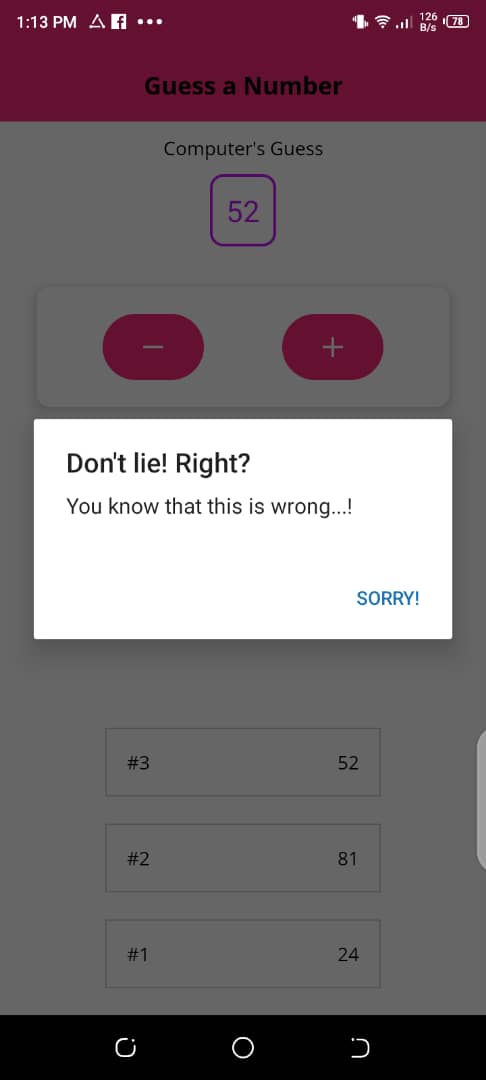 1:13 PM
126
B/s
78
Guess a Number
Computer's Guess
52
Don't lie! Right?
You know that this is wrong...!
SORRY!
#3 52
#2 81
#1 24